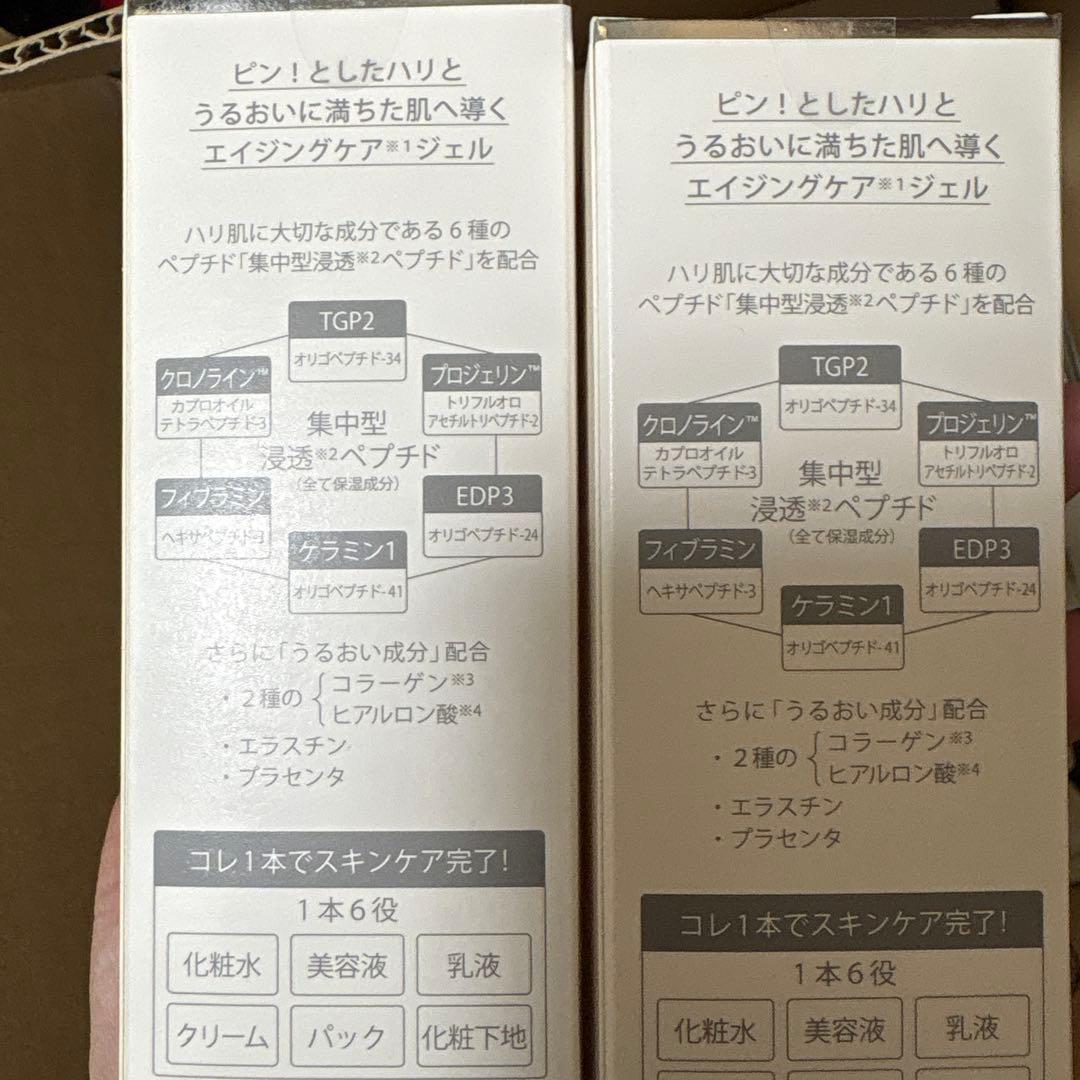 ピン！としたハリと
うるおいに満ちた肌へ導く
エイジングケア※1ジェル
ハリ肌に大切な成分である6種の
ペプチド「集中型浸透※2ペプチド」を配合
TGP2
オリゴペプチド-34
クロノライン™
カプロオイル
テトラペプチド-3
プロジェリン™
トリフルオロ
アセチルトリペプチド-2
集中型
浸透※2ペプチド
(全て保湿成分)
フィブラミン
ヘキサペプチド-3
EDP3
オリゴペプチド-24
ケラミン1
オリゴペプチド-41
さらに「うるおい成分」配合
・2種の
コラーゲン※3
ヒアルロン酸※4
・エラスチン
・プラセンタ
コレ1本でスキンケア完了!
1本6役
化粧水 美容液 乳液
クリーム パック 化粧下地
ピン！としたハリと
うるおいに満ちた肌へ導く
エイジングケア※1ジェル
ハリ肌に大切な成分である6種の
ペプチド「集中型浸透※2ペプチド」を配合
TGP2
オリゴペプチド-34
クロノライン™
カプロオイル
テトラペプチド-3
プロジェリン™
トリフルオロ
アセチルトリペプチド-2
集中型
浸透※2ペプチド
(全て保湿成分)
フィブラミン
ヘキサペプチド-3
EDP3
オリゴペプチド-24
ケラミン1
オリゴペプチド-41
さらに「うるおい成分」配合
・2種の
コラーゲン※3
ヒアルロン酸※4
・エラスチン
・プラセンタ
コレ1本でスキンケア完了!
1本6役
化粧水 美容液 乳液